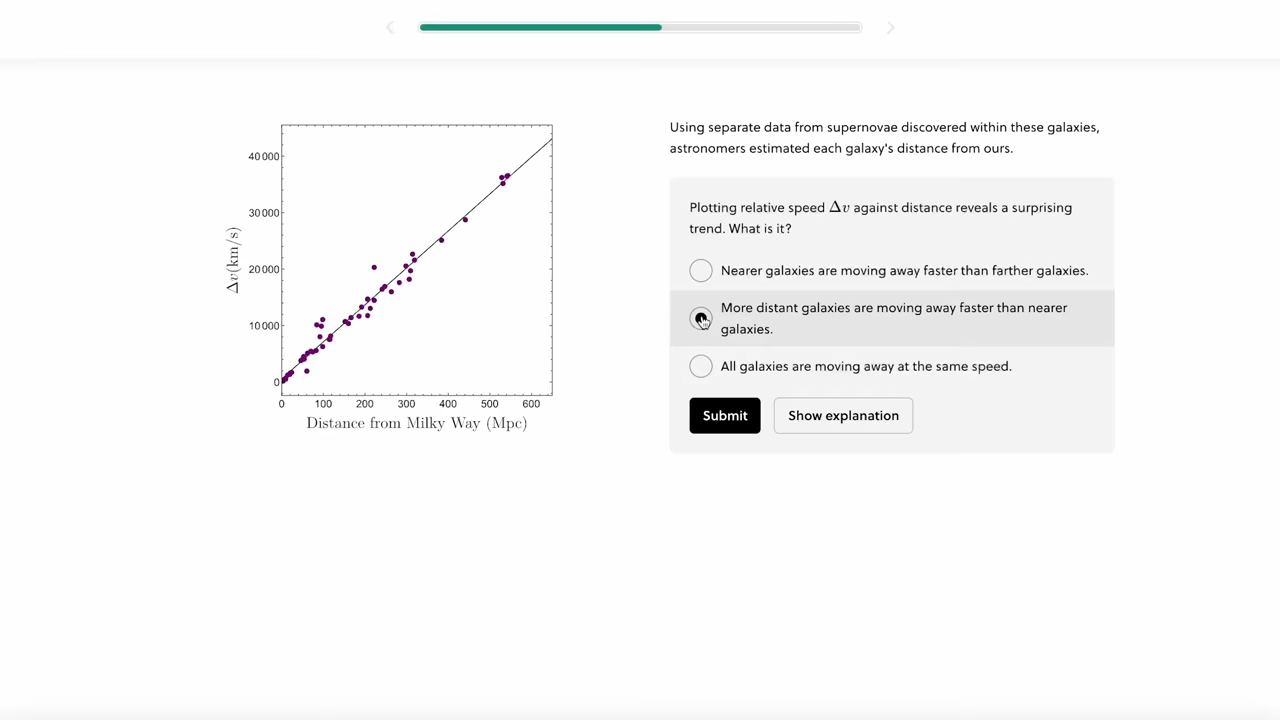 Using separate data from supernovae discovered within these galaxies,
astronomers estimated each galaxy's distance from ours.
Plotting relative speed Δv against distance reveals a surprising
trend. What is it?
Nearer galaxies are moving away faster than farther galaxies.
More distant galaxies are moving away faster than nearer
galaxies.
All galaxies are moving away at the same speed.
Submit
Show explanation
Δv(km/s)
40 000
30 000
20 000
10 000
0
0 100 200 300 400 500 600
Distance from Milky Way (Mpc)